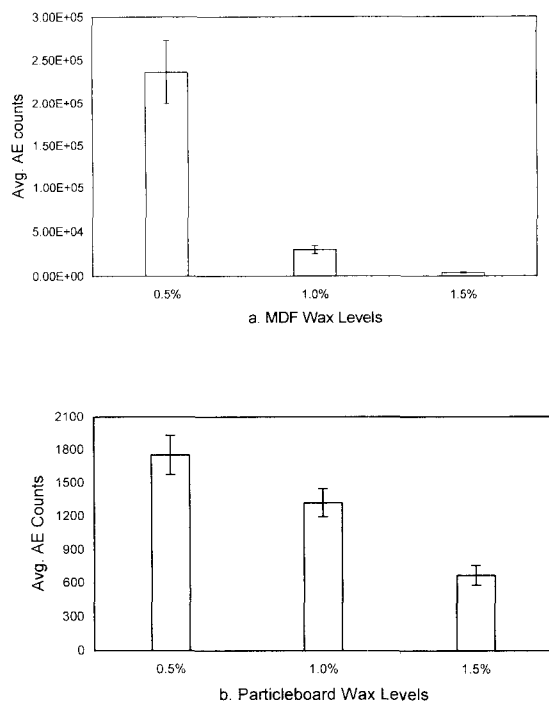 3.00E+05
2.50E+05
2.00E+05
1.50E+05
1.00E+05
5.00E+04
0.00E+00
Avg. AE counts
0.5% 1.0% 1.5%
a. MDF Wax Levels
2100
1800
1500
1200
900
600
300
0
Avg. AE Counts
0.5% 1.0% 1.5%
b. Particleboard Wax Levels